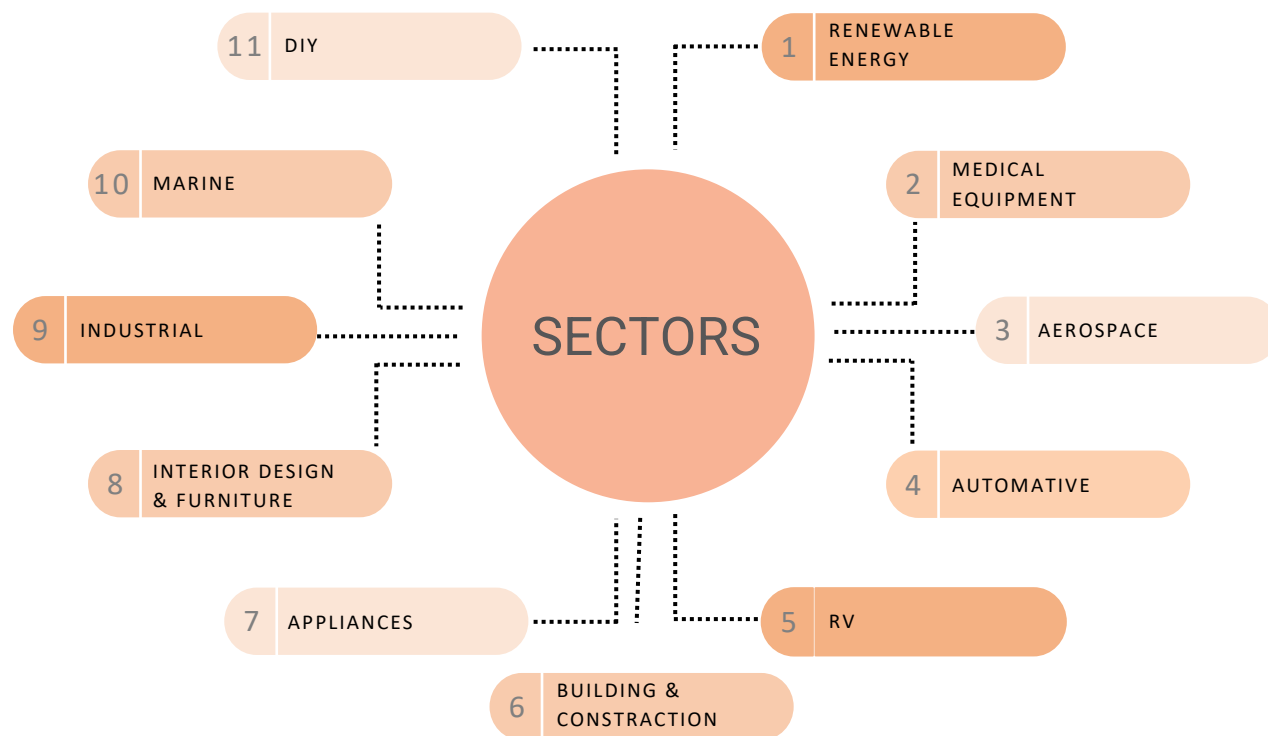 SECTORS
1 RENEWABLE
ENERGY
2 MEDICAL
EQUIPMENT
3 AEROSPACE
4 AUTOMATIVE
5 RV
6 BUILDING &
CONSTRACTION
7 APPLIANCES
8 INTERIOR DESIGN
& FURNITURE
9 INDUSTRIAL
10 MARINE
11 DIY